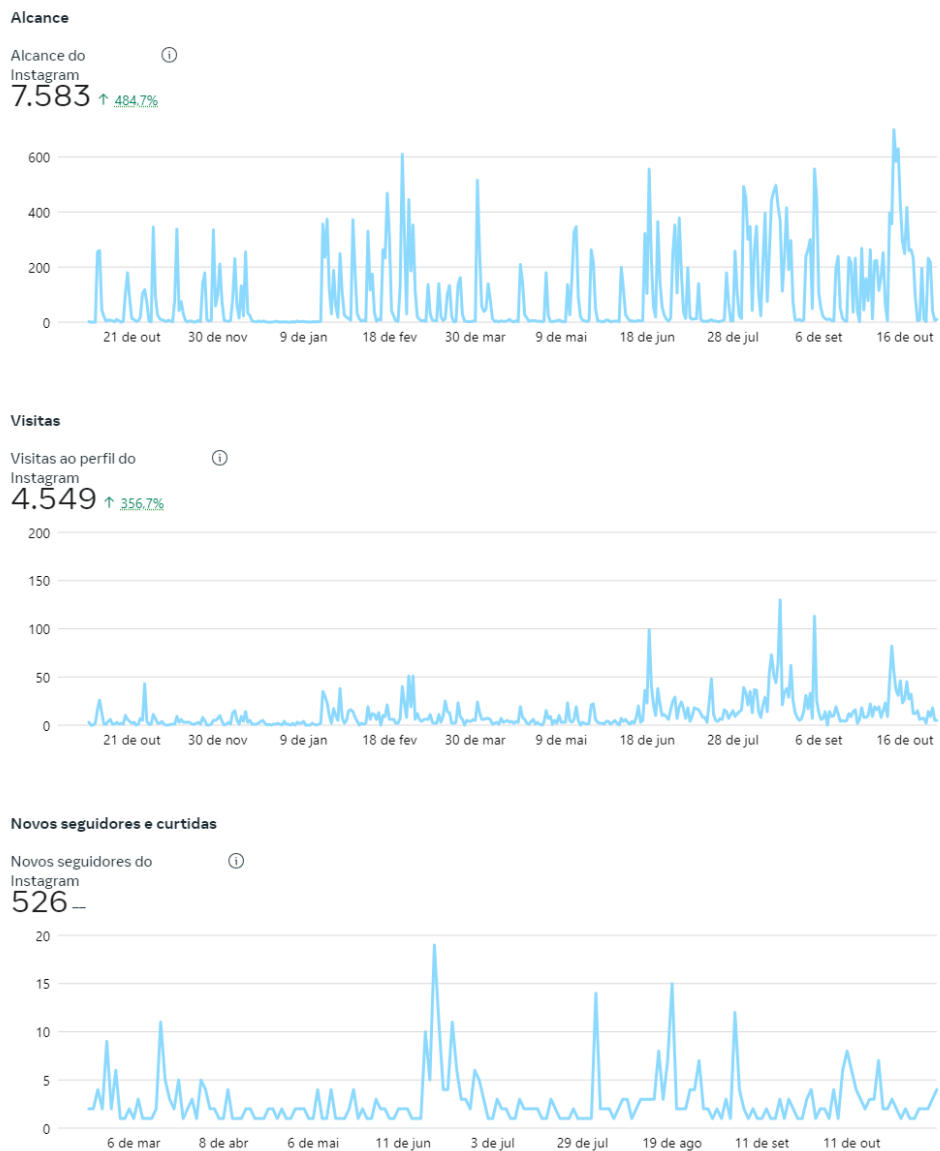 Alcance
Alcance do
Instagram
7.583 ↑ 484,7%
600
400
200
0
21 de out 30 de nov 9 de jan 18 de fev 30 de mar 9 de mai 18 de jun 28 de jul 6 de set 16 de out
Visitas
Visitas ao perfil do
Instagram
4.549 ↑ 356,7%
200
150
100
50
0
21 de out 30 de nov 9 de jan 18 de fev 30 de mar 9 de mai 18 de jun 28 de jul 6 de set 16 de out
Novos seguidores e curtidas
Novos seguidores do
Instagram
526 --
20
15
10
5
0
6 de mar 8 de abr 6 de mai 11 de jun 3 de jul 29 de jul 19 de ago 11 de set 11 de out